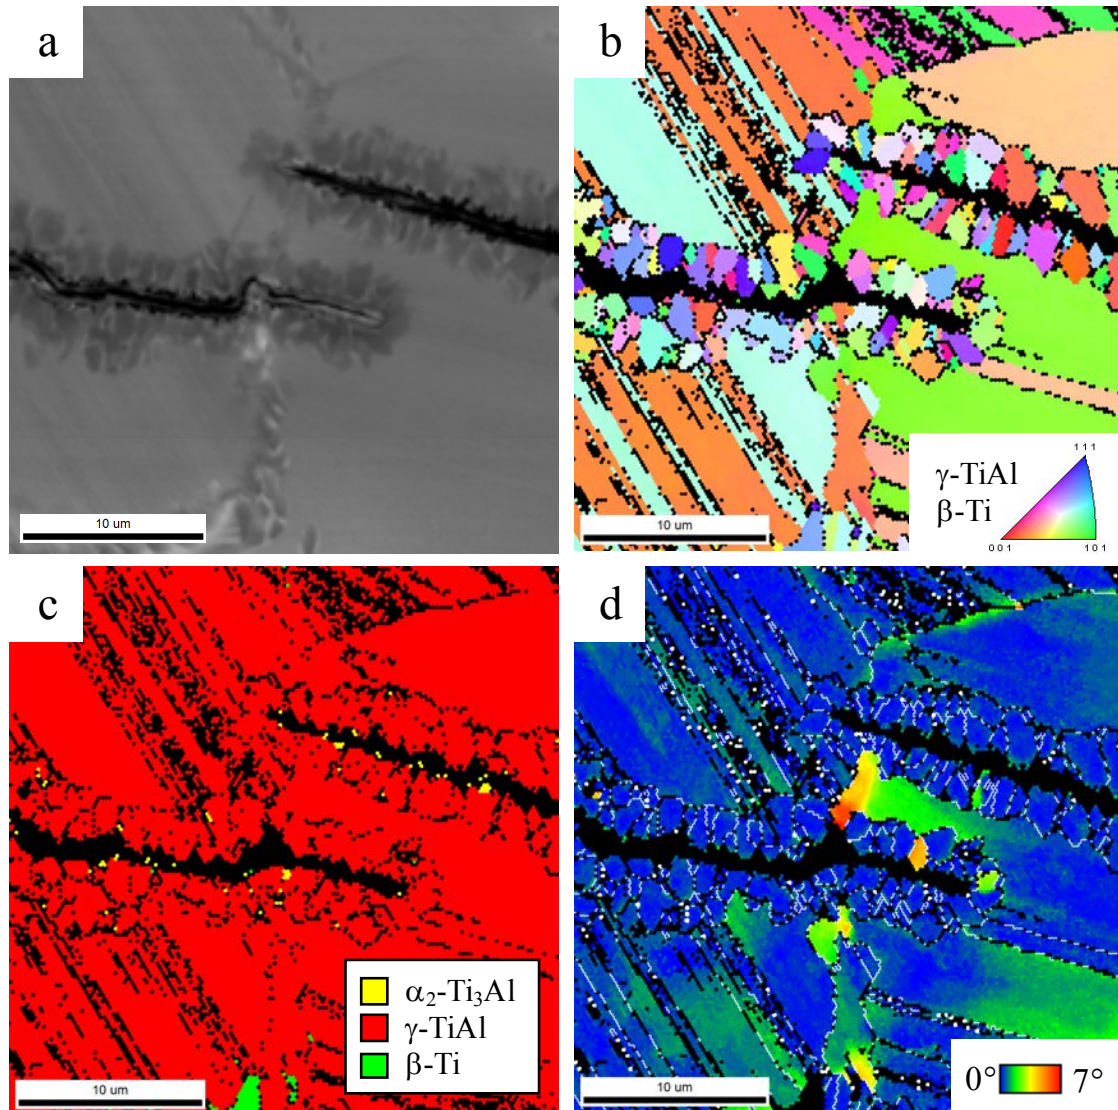 a
10 um
b
γ-TiAl
β-Ti
1 1 1
0 0 1
1 0 1
10 um
c
α₂-Ti₃Al
γ-TiAl
β-Ti
10 um
d
0° 7°
10 um